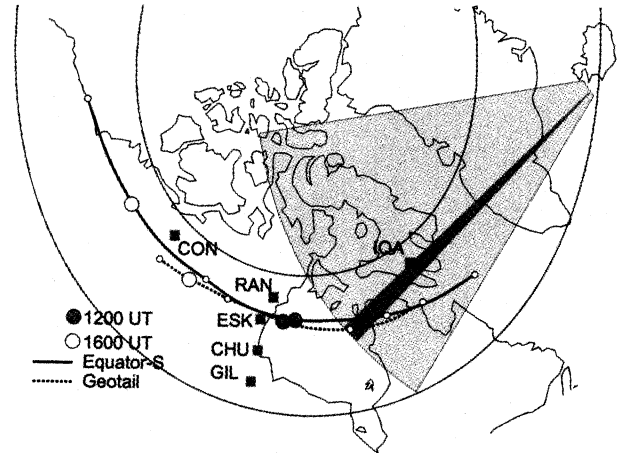 IQA
CON
RAN
ESK
1200 UT
1600 UT
CHU
Equator-S
GIL
Geotail